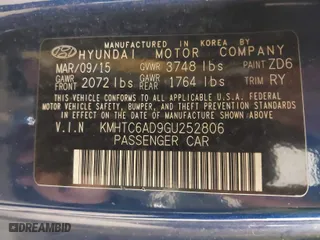 MANUFACTURED IN KOREA BY
HYUNDAI MOTOR COMPANY
MAR/09/15 GVWR 3748 lbs PAINT ZD6
GAWR FRT 2072 lbs GAWR RR 1764 lbs TRIM RY
THIS VEHICLE CONFORMS TO ALL APPLICABLE U.S.
FEDERAL MOTOR VEHICLE SAFETY, BUMPER, AND
THEFT PREVENTION STANDARDS IN EFFECT ON
THE DATE OF MANUFACTURE SHOWN ABOVE.
V.I.N KMHTC6AD9GU252806
PASSENGER CAR
DREAMBID